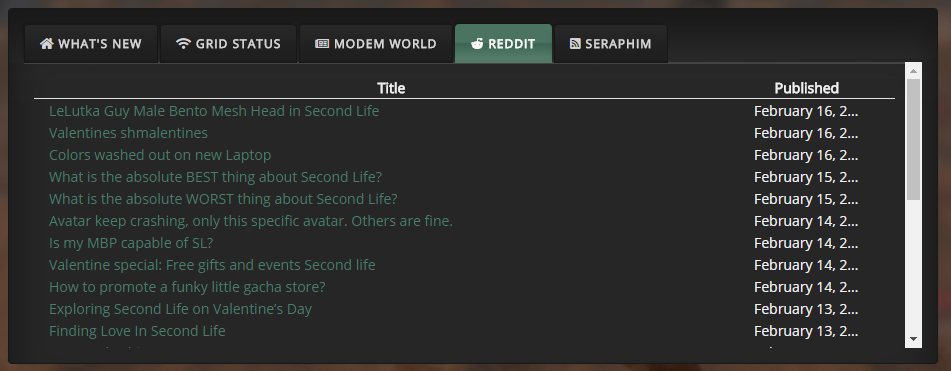 WHAT'S NEW GRID STATUS MODEM WORLD REDDIT SERAPHIM
Title Published
LeLutka Guy Male Bento Mesh Head in Second Life February 16, 2...
Valentines shmalentines February 16, 2...
Colors washed out on new Laptop February 16, 2...
What is the absolute BEST thing about Second Life? February 15, 2...
What is the absolute WORST thing about Second Life? February 15, 2...
Avatar keep crashing, only this specific avatar. Others are fine. February 14, 2...
Is my MBP capable of SL? February 14, 2...
Valentine special: Free gifts and events Second life February 14, 2...
How to promote a funky little gacha store? February 14, 2...
Exploring Second Life on Valentine's Day February 13, 2...
Finding Love In Second Life February 13, 2...